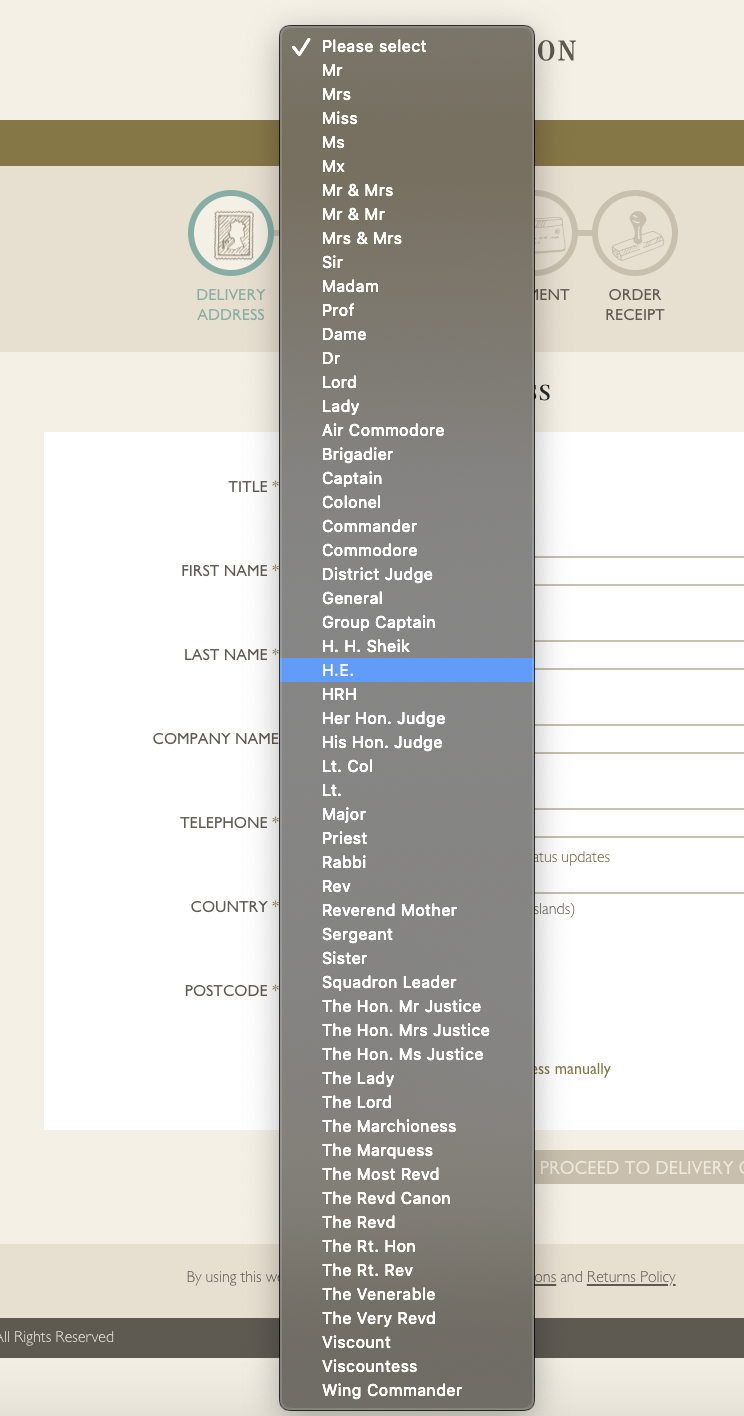 Please select
Mr
Mrs
Miss
Ms
Mx
Mr & Mrs
Mr & Mr
Mrs & Mrs
Sir
Madam
Prof
Dame
Dr
Lord
Lady
Air Commodore
Brigadier
Captain
Colonel
Commander
Commodore
District Judge
General
Group Captain
H. H. Sheik
H.E.
HRH
Her Hon. Judge
His Hon. Judge
Lt. Col
Lt.
Major
Priest
Rabbi
Rev
Reverend Mother
Sergeant
Sister
Squadron Leader
The Hon. Mr Justice
The Hon. Mrs Justice
The Hon. Ms Justice
The Lady
The Lord
The Marchioness
The Marquess
The Most Revd
The Revd Canon
The Revd
The Rt. Hon
The Rt. Rev
The Venerable
The Very Revd
Viscount
Viscountess
Wing Commander
ON
DELIVERY
ADDRESS
MENT
ORDER
RECEIPT
SS
TITLE *
FIRST NAME *
LAST NAME *
COMPANY NAME
TELEPHONE *
atus updates
COUNTRY *
slands)
POSTCODE *
ess manually
PROCEED TO DELIVERY
By using this we
ons and Returns Policy
All Rights Reserved